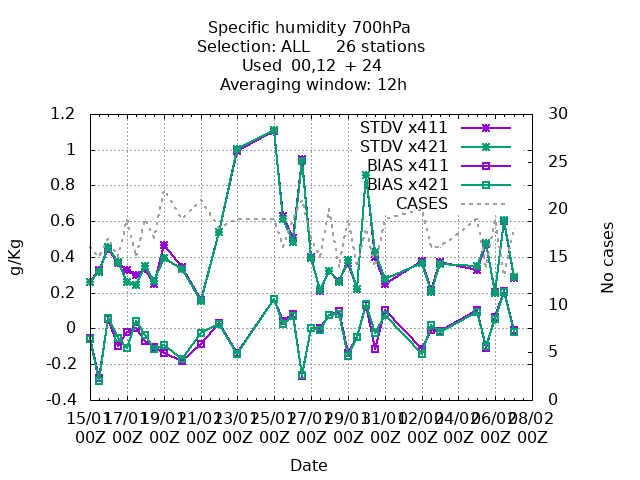 Specific humidity 700hPa
Selection: ALL 26 stations
Used 00,12 + 24
Averaging window: 12h
STDV x411
STDV x421
BIAS x411
BIAS x421
CASES
g/Kg
1.2
1
0.8
0.6
0.4
0.2
0
-0.2
-0.4
No cases
30
25
20
15
10
5
0
15/01 17/01 19/01 21/01 23/01 25/01 27/01 29/01 31/01 02/02 04/02 06/02 08/02
00Z 00Z 00Z 00Z 00Z 00Z 00Z 00Z 00Z 00Z 00Z 00Z 00Z
Date